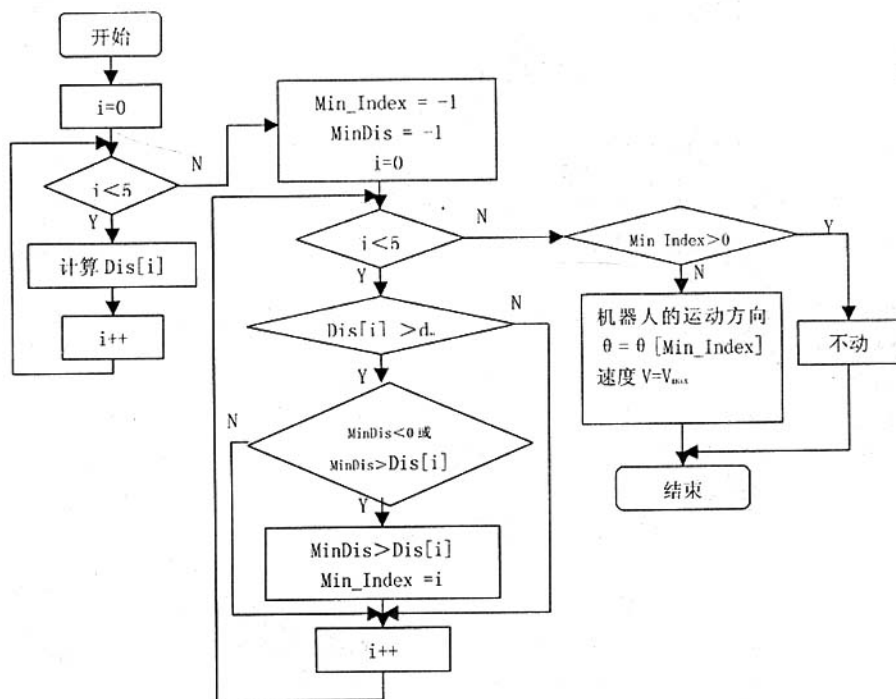 开始
i=0
i<5
N
Y
计算 Dis[i]
i++
Min_Index = -1
MinDis = -1
i=0
i<5
N
Y
Dis[i] >d
N
Y
MinDis<0 或
MinDis>Dis[i]
N
Y
MinDis>Dis[i]
Min_Index =i
i++
Min Index>0
Y
N
机器人的运动方向
θ = θ [Min_Index]
速度 V=Vmax
不动
结束